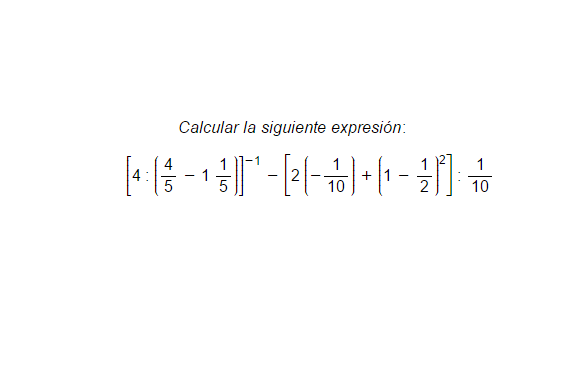 Calcular la siguiente expresión:
[4 : (4/5 − 1 1/5)]⁻¹ − [2(−1/10) + (1 − 1/2)²] : 1/10